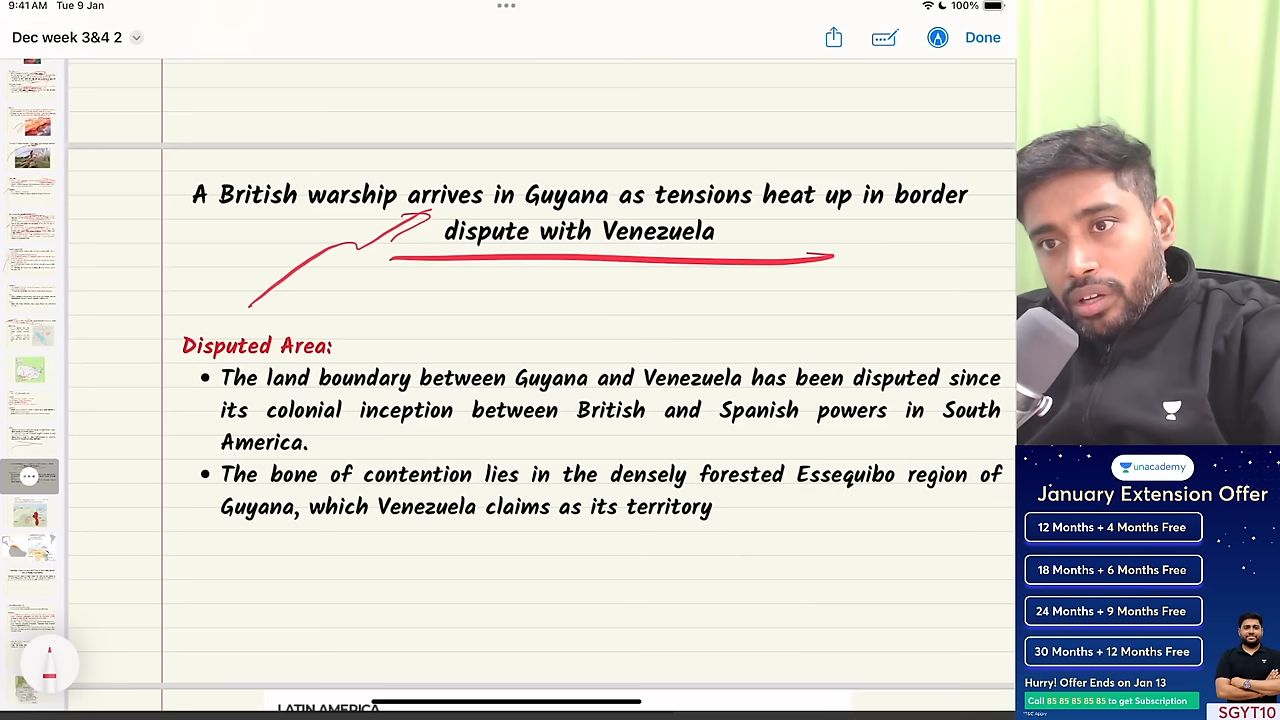 9:41 AM Tue 9 Jan
100%
Dec week 3&4 2
Done
A British warship arrives in Guyana as tensions heat up in border
dispute with Venezuela
Disputed Area:
• The land boundary between Guyana and Venezuela has been disputed since
its colonial inception between British and Spanish powers in South
America.
• The bone of contention lies in the densely forested Essequibo region of
Guyana, which Venezuela claims as its territory
LATIN AMERICA
unacademy
January Extension Offer
12 Months + 4 Months Free
18 Months + 6 Months Free
24 Months + 9 Months Free
30 Months + 12 Months Free
Hurry! Offer Ends on Jan 13
Call 85 85 85 85 85 to get Subscription
SGYT10